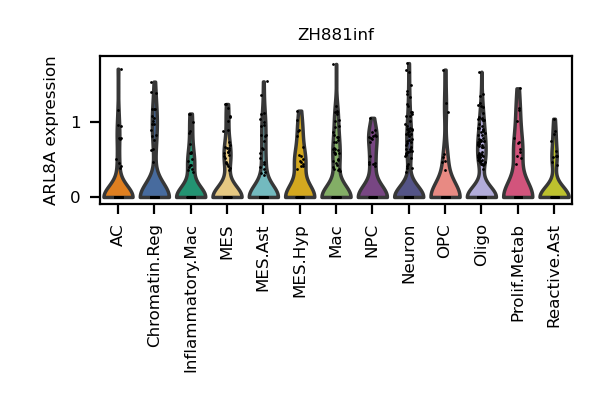 ZH881inf
ARL8A expression
1
0
AC
Chromatin.Reg
Inflammatory.Mac
MES
MES.Ast
MES.Hyp
Mac
NPC
Neuron
OPC
Oligo
Prolif.Metab
Reactive.Ast